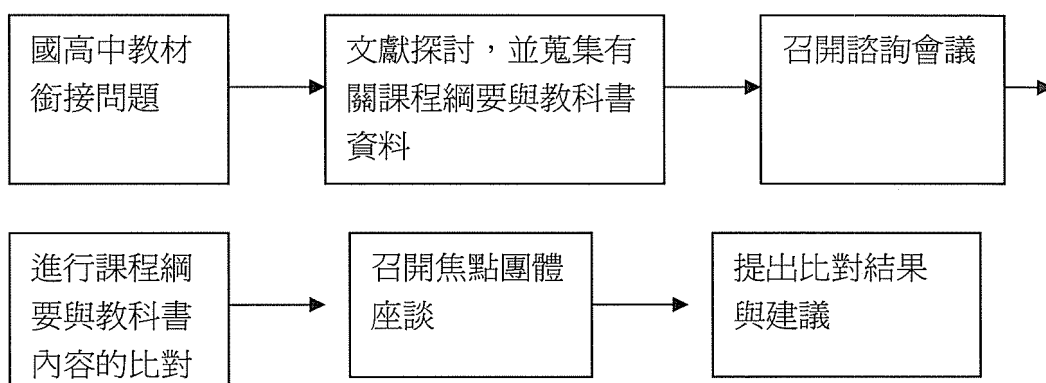 國高中教材
銜接問題
文獻探討，並蒐集有
關課程綱要與教科書
資料
召開諮詢會議
進行課程綱
要與教科書
內容的比對
召開焦點團體
座談
提出比對結果
與建議